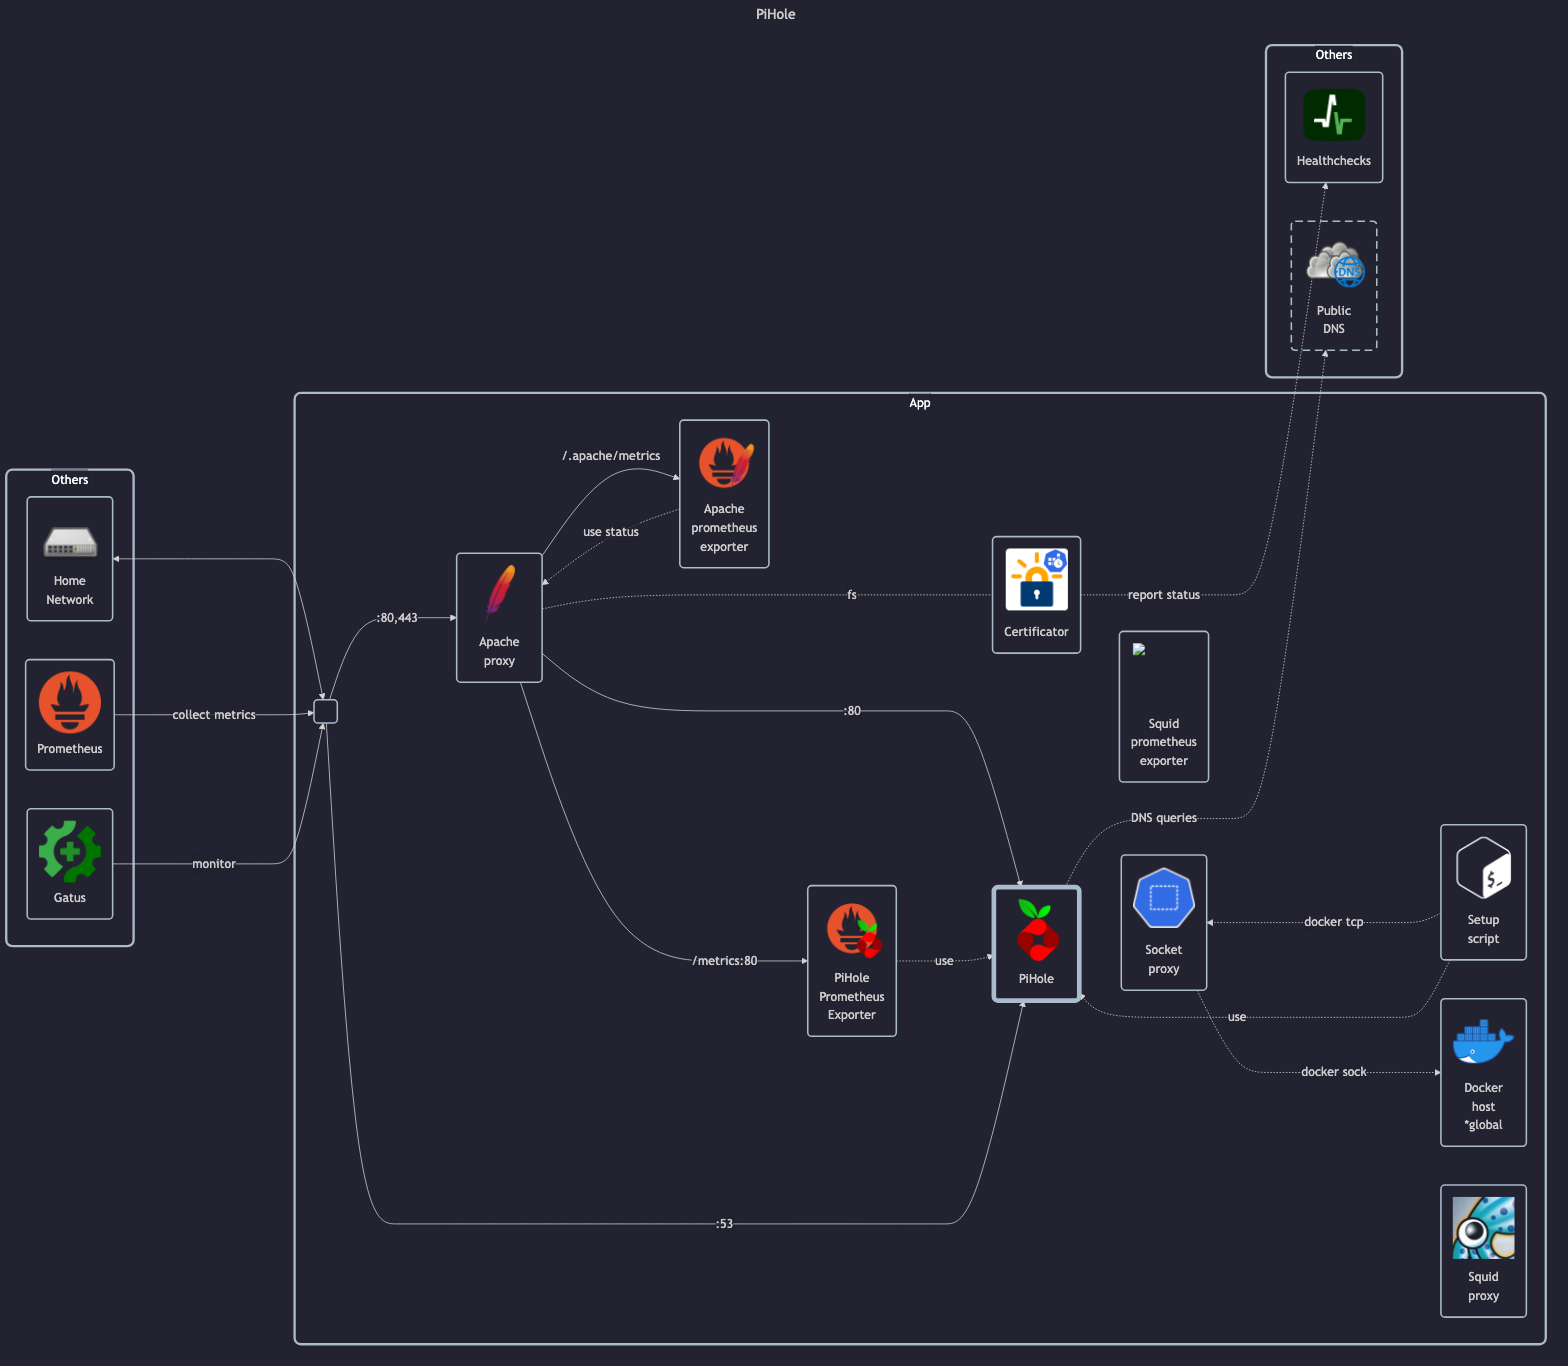 PiHole
Others
Healthchecks
DNS
Public
DNS
App
/.apache/metrics
Apache
prometheus
exporter
use status
Others
Home
Network
:80,443
Apache
proxy
fs
Certificator
report status
Prometheus
collect metrics
:80
Squid
prometheus
exporter
DNS queries
Gatus
monitor
$_
Setup
script
docker tcp
Socket
proxy
/metrics:80
PiHole
Prometheus
Exporter
use
PiHole
use
docker sock
Docker
host
*global
:53
Squid
proxy